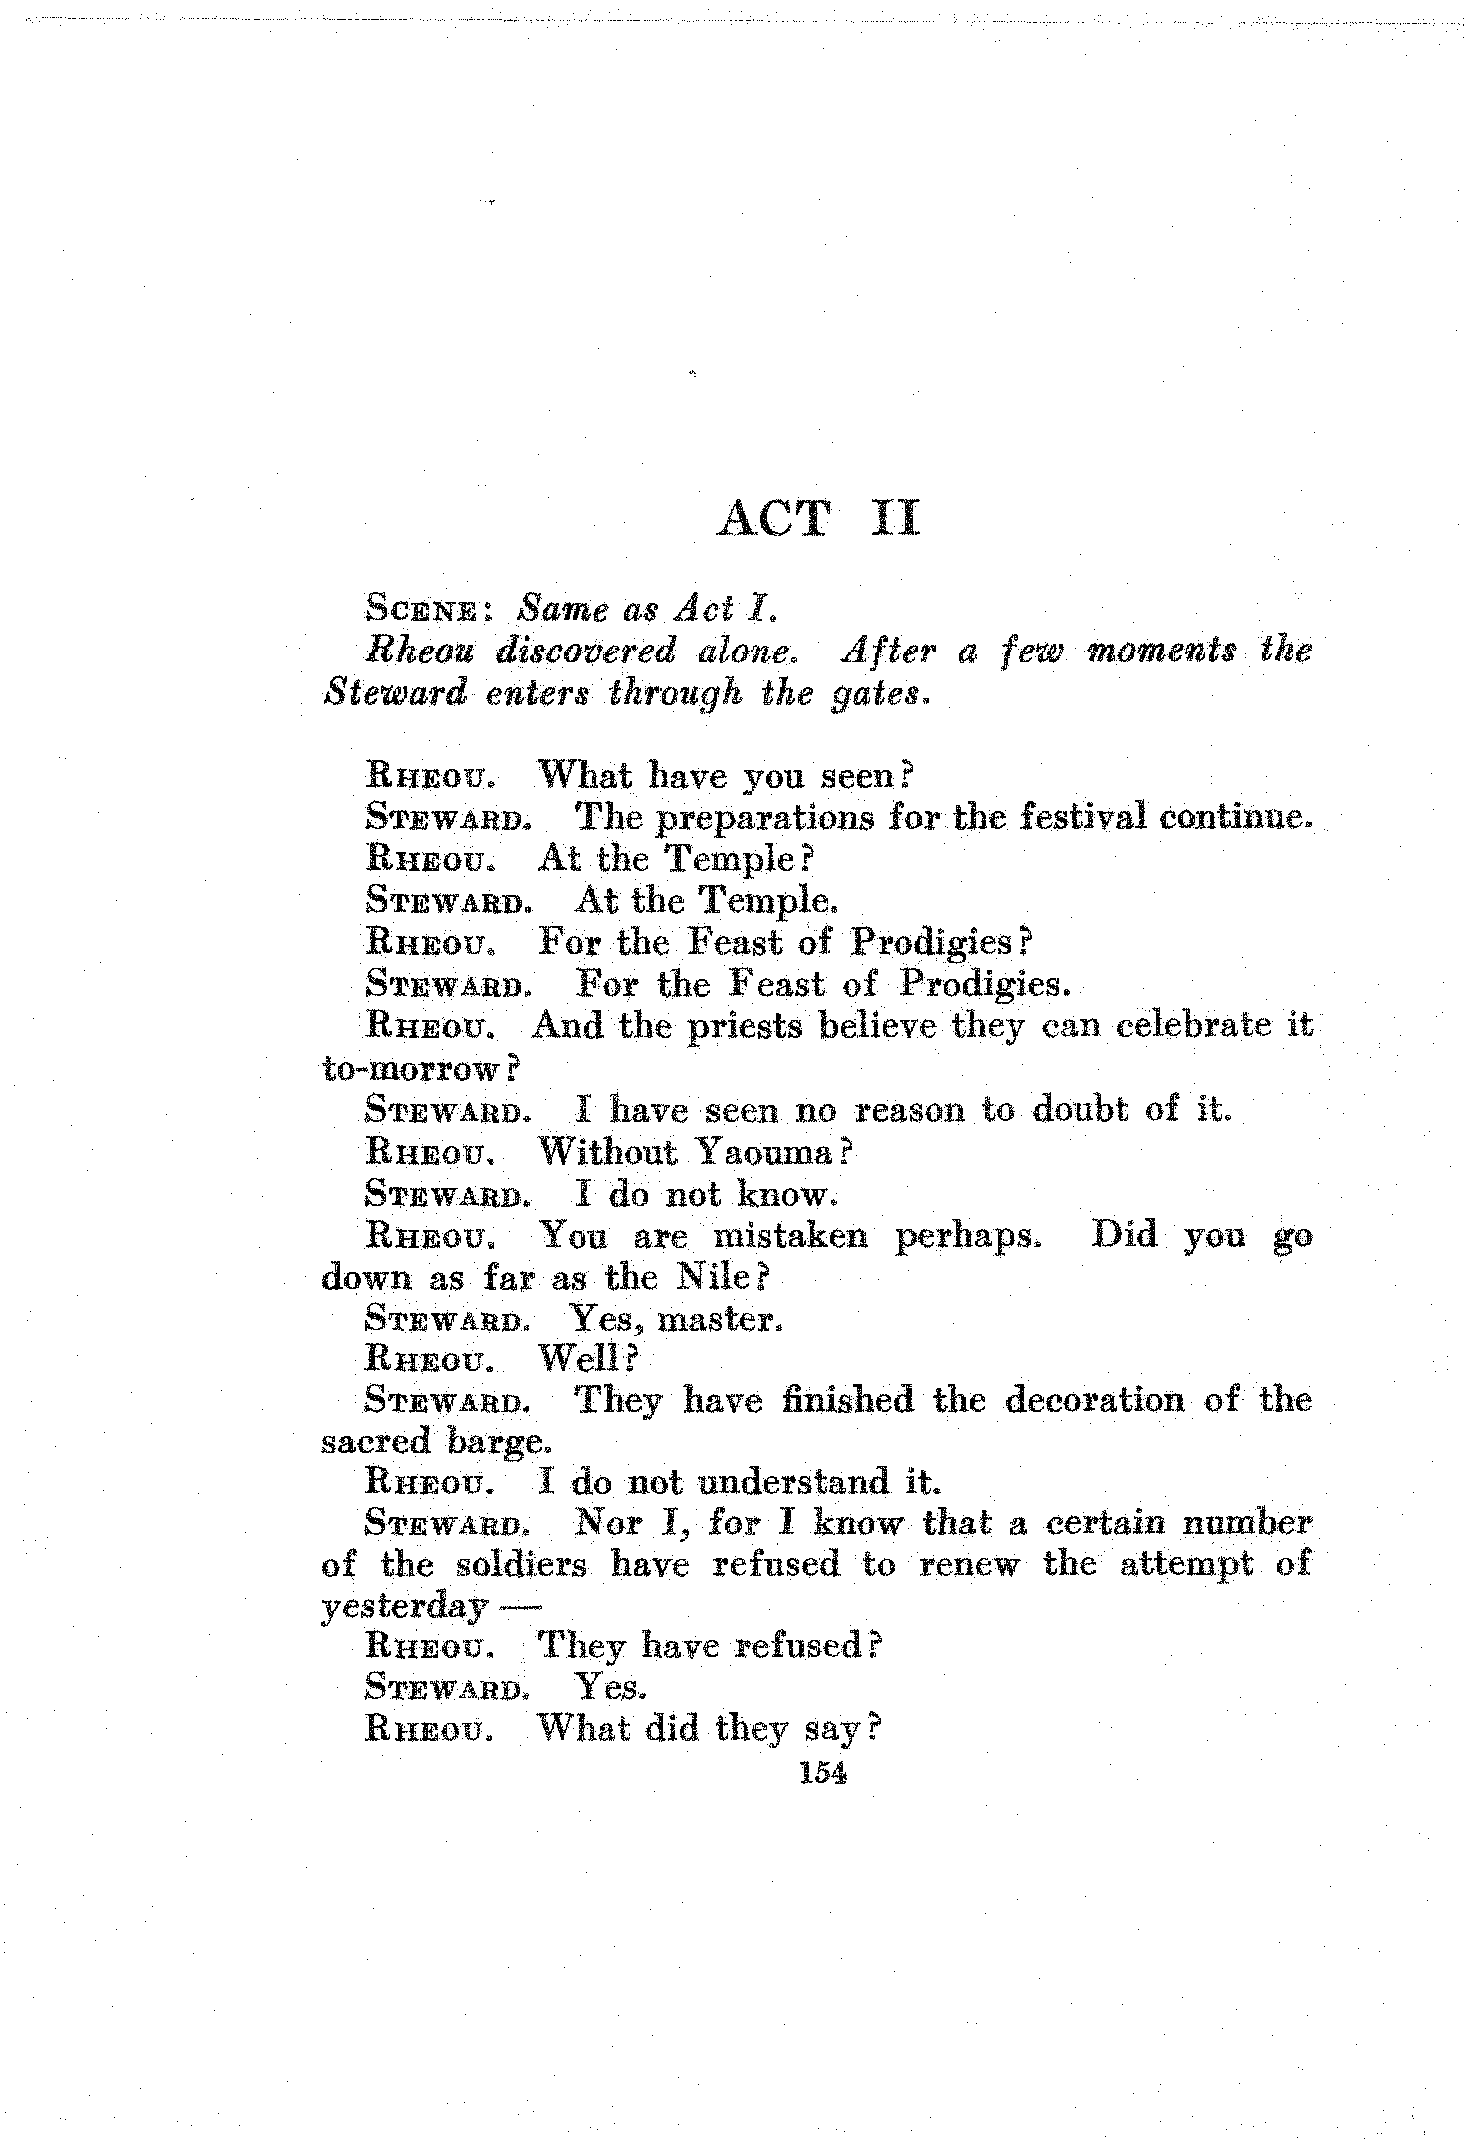 ACT II
SCENE: Same as Act I.
Rheou discovered alone. After a few moments the
Steward enters through the gates.
RHEOU. What have you seen?
STEWARD. The preparations for the festival continue.
RHEOU. At the Temple?
STEWARD. At the Temple.
RHEOU. For the Feast of Prodigies?
STEWARD. For the Feast of Prodigies.
RHEOU. And the priests believe they can celebrate it
to-morrow?
STEWARD. I have seen no reason to doubt of it.
RHEOU. Without Yaouma?
STEWARD. I do not know.
RHEOU. You are mistaken perhaps. Did you go
down as far as the Nile?
STEWARD. Yes, master.
RHEOU. Well?
STEWARD. They have finished the decoration of the
sacred barge.
RHEOU. I do not understand it.
STEWARD. Nor I, for I know that a certain number
of the soldiers have refused to renew the attempt of
yesterday —
RHEOU. They have refused?
STEWARD. Yes.
RHEOU. What did they say?
154